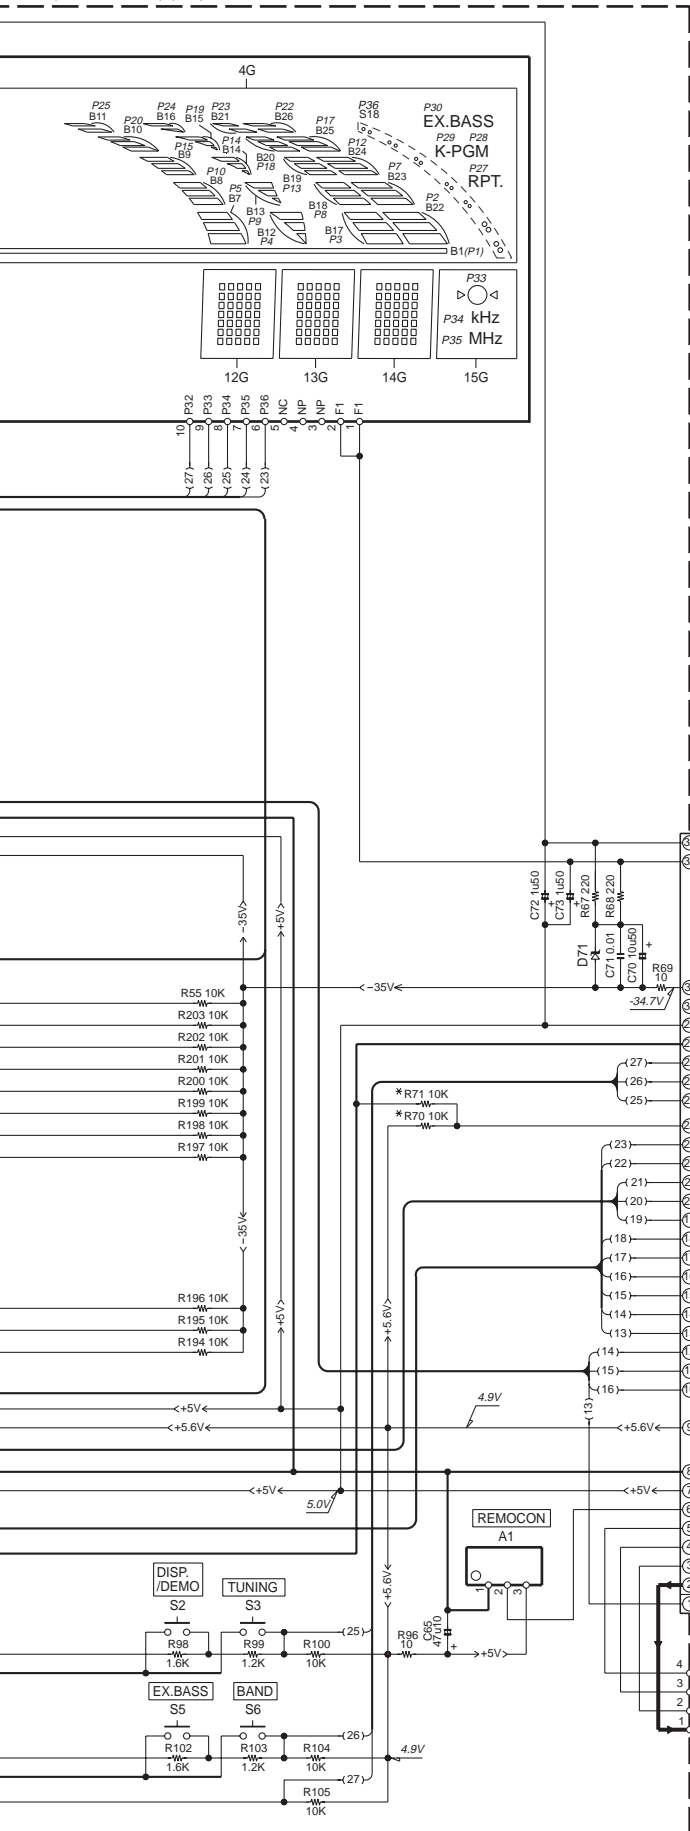 4G
P25
B11
P20
B10
P24
B16
P19
B15
P23
B21
P22
B26
P17
B25
P36
S18
P30
EX.BASS
P29 P28
K-PGM
P27
RPT.
P15
B9
P14
B14
P12
B24
B20
P18
P10
B8
P5
B7
B19
P13
P7
B23
B13
P9
B18
P8
P2
B22
B12
P4
B17
P3
B1(P1)
P33
P34 kHz
P35 MHz
12G 13G 14G 15G
P32 P33 P34 P35 P36 NC NP NP F1 F1
10 9 8 7 6 5 4 3 2 1
(27) (26) (25) (24) (23)
C72 1u50
C73 1u50
R67 220
R68 220
D71
C71 0.01
C70 10u50
+
+
+
R69
10
-35V
+5V
-35V
-34.7V
R55 10K
R203 10K
R202 10K
R201 10K
R200 10K
R199 10K
R198 10K
R197 10K
-35V
R196 10K
R195 10K
R194 10K
+5V
+5.6V
*R71 10K
*R70 10K
(27)
(26)
(25)
(23)
(22)
(21)
(20)
(19)
(18)
(17)
(16)
(15)
(14)
(13)
(14)
(15)
(16)
(13)
+5V
+5.6V
4.9V
+5.6V
+5V
5.0V
+5V
9
8
7
6
5
4
3
2
1
REMOCON
A1
1 2 3
DISP.
/DEMO
TUNING
S2 S3
R98
1.6K
R99
1.2K
R100
10K
(25)
+5.6V
R96
10
C65
47u10
+
+5V
EX.BASS BAND
S5 S6
R102
1.6K
R103
1.2K
R104
10K
(26)
4.9V
(27)
R105
10K
4
3
2
1